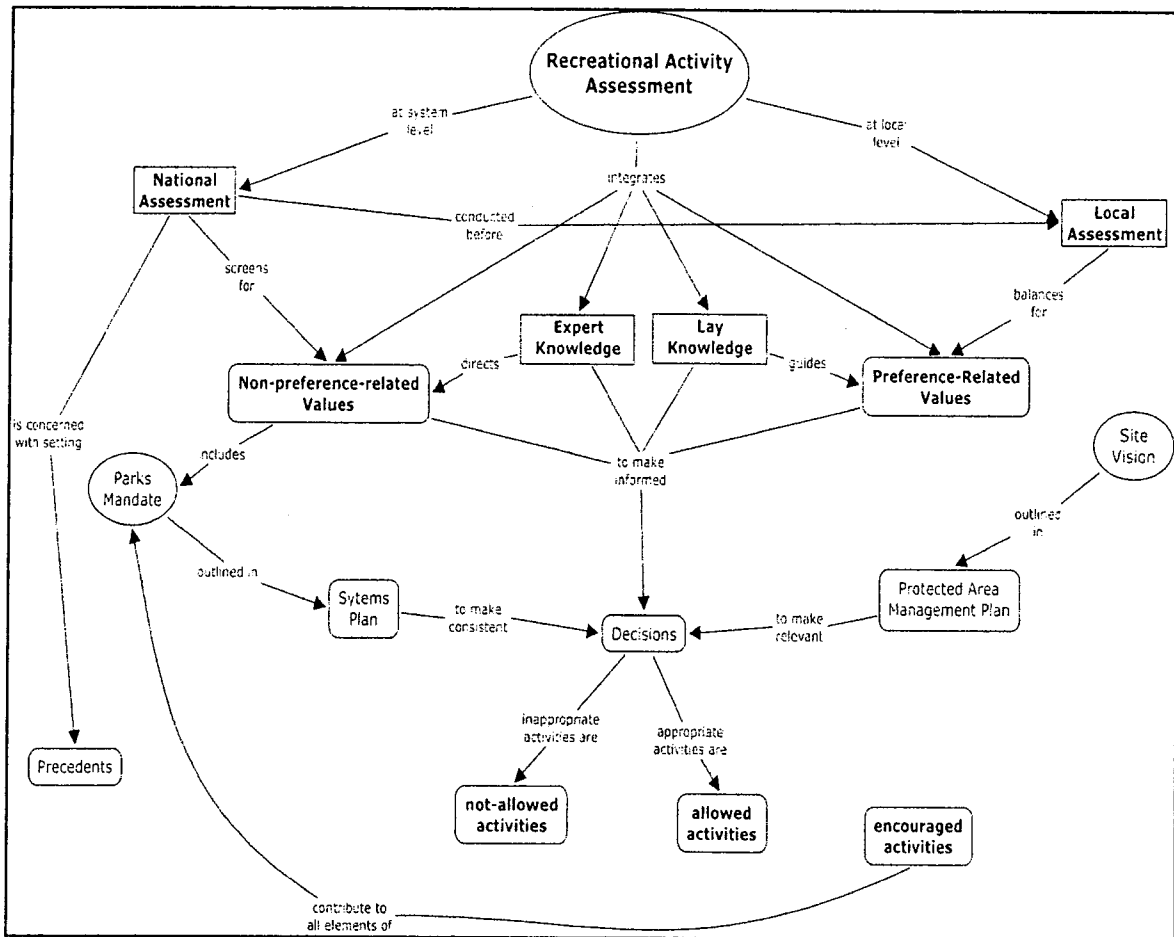 Recreational Activity
Assessment
at system
level
at local
level
National
Assessment
integrates
conducted
before
Local
Assessment
screens
for
balances
for
Expert
Knowledge
Lay
Knowledge
directs
guides
Non-preference-related
Values
Preference-Related
Values
is concerned
with setting
includes
to make
informed
Site
Vision
Parks
Mandate
outlined
in
outlined in
Sytems
Plan
to make
consistent
Decisions
to make
relevant
Protected Area
Management Plan
inappropriate
activities are
appropriate
activities are
Precedents
not-allowed
activities
allowed
activities
encouraged
activities
contribute to
all elements of